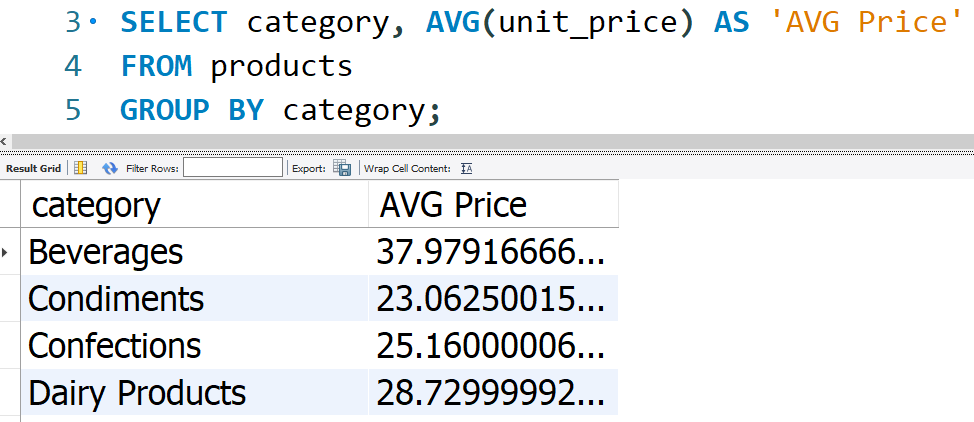 3 SELECT category, AVG(unit_price) AS 'AVG Price'
4 FROM products
5 GROUP BY category;
Result Grid Filter Rows: Export: Wrap Cell Content: IA
category AVG Price
Beverages 37.97916666...
Condiments 23.06250015...
Confections 25.16000006...
Dairy Products 28.72999992...